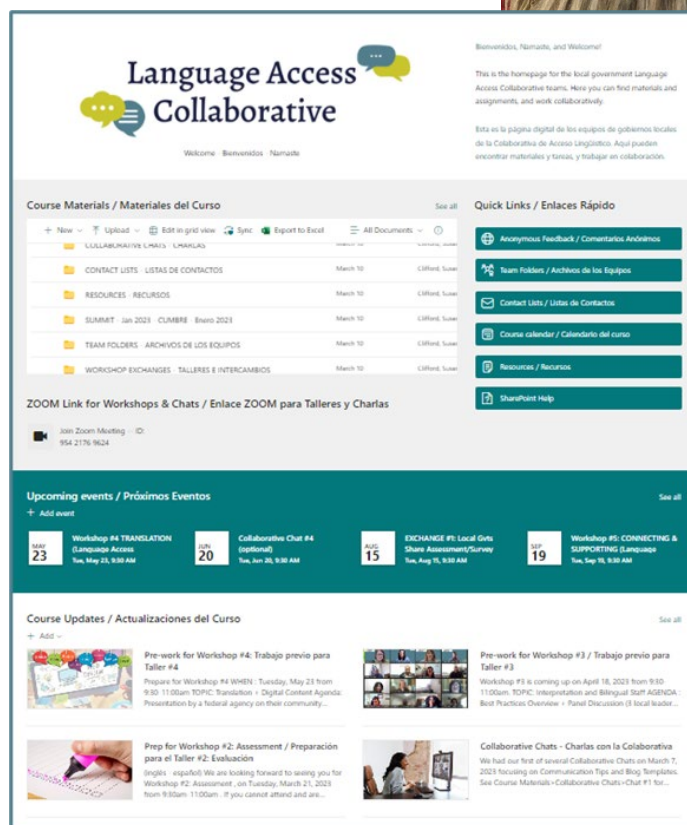 Language Access
Collaborative
Welcome · Bienvenidos · Namaste
Bienvenidos, Namaste, and Welcome!
This is the homepage for the local government Language
Access Collaborative teams. Here you can find materials and
assignments, and work collaboratively.
Esta es la página digital de los equipos de gobiernos locales
de la Colaborativa de Acceso Lingüístico. Aquí pueden
encontrar materiales y tareas, y trabajar en colaboración.
Course Materials / Materiales del Curso
See all
+ New
Upload
Edit in grid view
Sync
Export to Excel
All Documents
COLLABORATIVE CHATS · CHARLAS
March 10
Clifford, Susan
CONTACT LISTS · LISTAS DE CONTACTOS
March 10
Clifford, Susan
RESOURCES · RECURSOS
March 10
Clifford, Susan
SUMMIT · Jan 2023 · CUMBRE · Enero 2023
March 10
Clifford, Susan
TEAM FOLDERS · ARCHIVOS DE LOS EQUIPOS
March 10
Clifford, Susan
WORKSHOP EXCHANGES · TALLERES E INTERCAMBIOS
March 10
Clifford, Susan
Quick Links / Enlaces Rápido
Anonymous Feedback / Comentarios Anónimos
Team Folders / Archivos de los Equipos
Contact Lists / Listas de Contactos
Course calendar / Calendario del curso
Resources / Recursos
SharePoint Help
ZOOM Link for Workshops & Chats / Enlace ZOOM para Talleres y Charlas
Join Zoom Meeting · ID:
954 2176 9624
Upcoming events / Próximos Eventos
See all
+ Add event
MAY
23
Workshop #4 TRANSLATION
(Language Access
Tue, May 23, 9:30 AM
JUN
20
Collaborative Chat #4
(optional)
Tue, Jun 20, 9:30 AM
AUG
15
EXCHANGE #1: Local Gvts
Share Assessment/Survey
Tue, Aug 15, 9:30 AM
SEP
19
Workshop #5: CONNECTING &
SUPPORTING (Language
Tue, Sep 19, 9:30 AM
Course Updates / Actualizaciones del Curso
See all
+ Add
Pre-work for Workshop #4: Trabajo previo para
Taller #4
Prepare for Workshop #4 WHEN : Tuesday, May 23 from
9:30 11:00am TOPIC: Translation + Digital Content Agenda:
Presentation by a federal agency on their community...
Pre-work for Workshop #3 / Trabajo previo para
Taller #3
Workshop #3 is coming up on April 18, 2023 from 9:30
11:00am. TOPIC: Interpretation and Bilingual Staff AGENDA :
Best Practices Overview + Panel Discussion (3 local leader...
Prep for Workshop #2: Assessment / Preparación
para el Taller #2: Evaluación
(inglés español) We are looking forward to seeing you for
Workshop #2: Assessment , on Tuesday, March 21, 2023
from 9:30am 11:00am . If you cannot attend and are...
Collaborative Chats - Charlas con la Colaborativa
We had our first of several Collaborative Chats on March 7,
2023 focusing on Communication Tips and Blog Templates.
See Course Materials>Collaborative Chats>Chat #1 for...